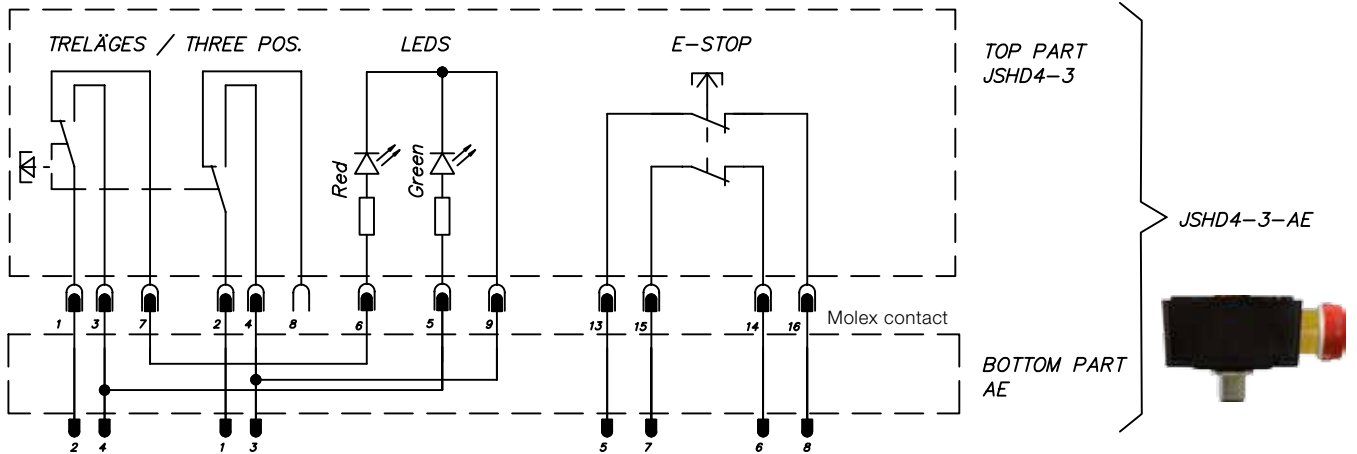 TRELÄGES / THREE POS. LEDS E-STOP
TOP PART
JSHD4-3
Red
Green
JSHD4-3-AE
1 3 7 2 4 8 6 5 9 13 15 14 16
Molex contact
BOTTOM PART
AE
2 4 1 3 5 7 6 8